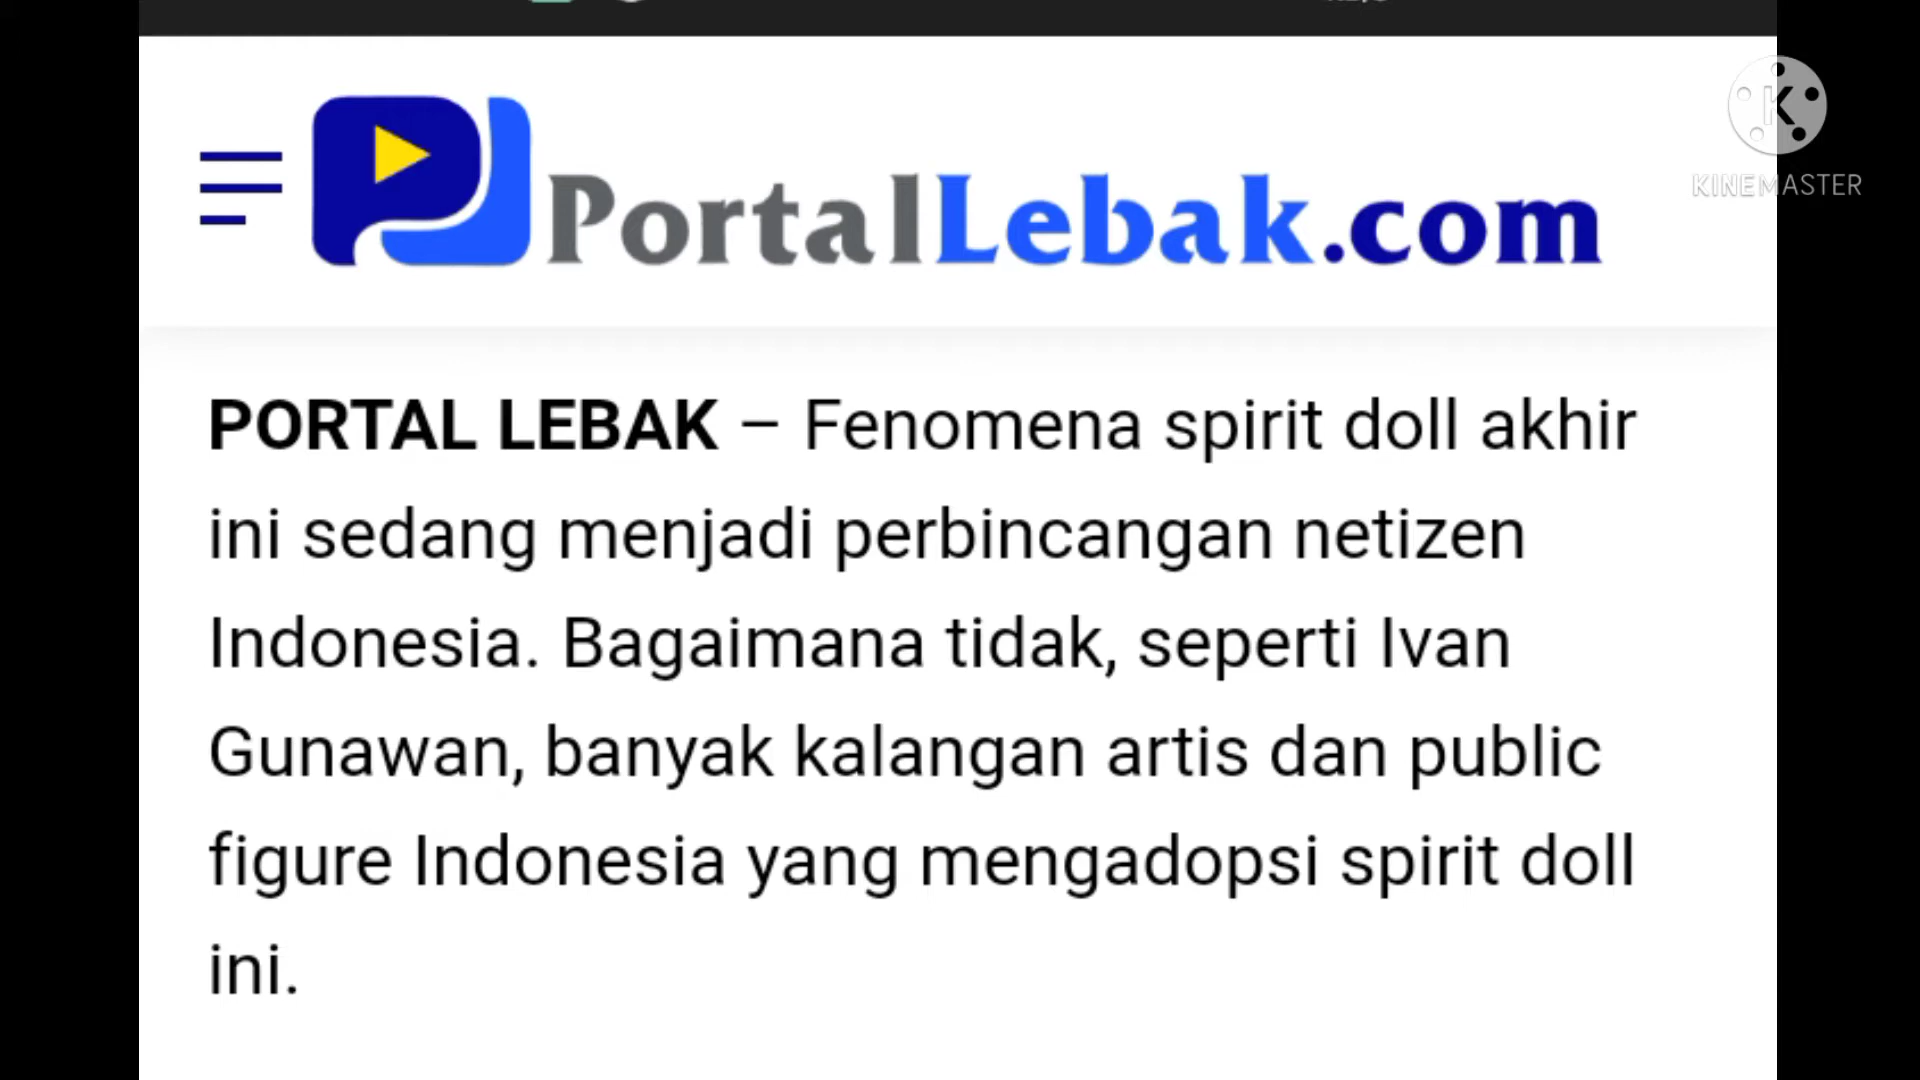 PortalLebak.com
KINEMASTER
PORTAL LEBAK – Fenomena spirit doll akhir
ini sedang menjadi perbincangan netizen
Indonesia. Bagaimana tidak, seperti Ivan
Gunawan, banyak kalangan artis dan public
figure Indonesia yang mengadopsi spirit doll
ini.